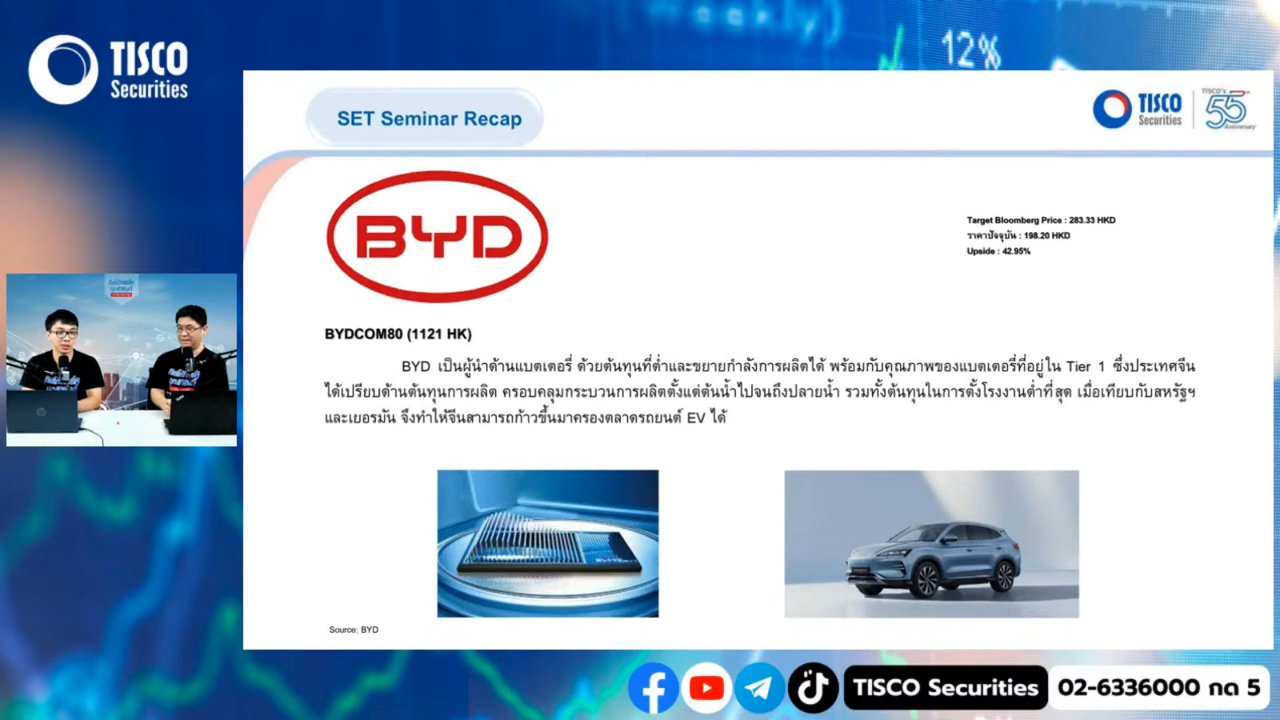 TISCO
Securities
12%
SET Seminar Recap
TISCO
Securities
TISCO's
55
Anniversary
BYD
Target Bloomberg Price : 283.33 HKD
ราคาปัจจุบัน : 198.20 HKD
Upside : 42.95%
BYDCOM80 (1121 HK)
BYD เป็นผู้นำด้านแบตเตอรี่ ด้วยต้นทุนที่ต่ำและขยายกำลังการผลิตได้ พร้อมกับคุณภาพของแบตเตอรี่ที่อยู่ใน Tier 1 ซึ่งประเทศจีน
ได้เปรียบด้านต้นทุนการผลิต ครอบคลุมกระบวนการผลิตตั้งแต่ต้นน้ำไปจนถึงปลายน้ำ รวมทั้งต้นทุนในการตั้งโรงงานต่ำที่สุด เมื่อเทียบกับสหรัฐฯ
และเยอรมัน จึงทำให้จีนสามารถก้าวขึ้นมาครองตลาดรถยนต์ EV ได้
Source: BYD
TISCO Securities
02-6336000 กด 5